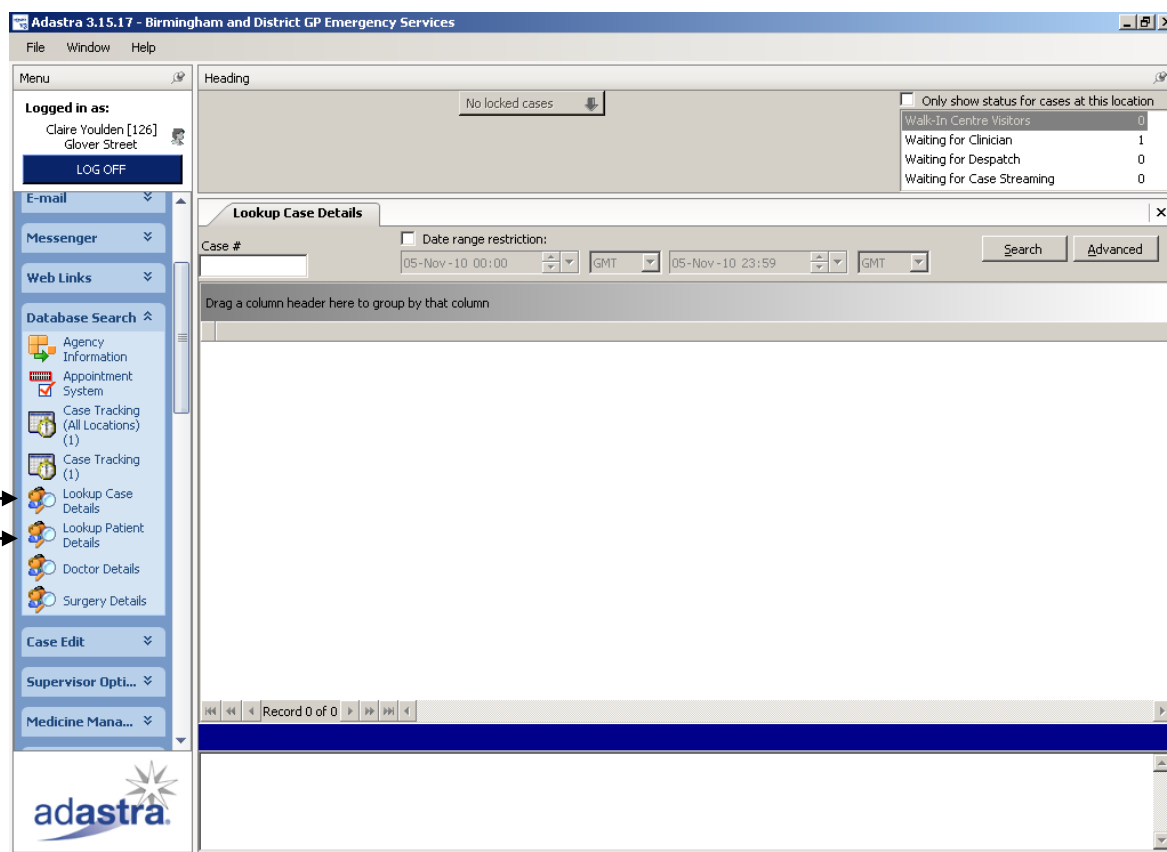 Adastra 3.15.17 - Birmingham and District GP Emergency Services
File Window Help
Menu
Heading
Logged in as:
Claire Youlden [126]
Glover Street
LOG OFF
No locked cases
Only show status for cases at this location
Walk-In Centre Visitors 0
Waiting for Clinician 1
Waiting for Despatch 0
Waiting for Case Streaming 0
E-mail
Messenger
Web Links
Database Search
Agency
Information
Appointment
System
Case Tracking
(All Locations)
(1)
Case Tracking
(1)
Lookup Case
Details
Lookup Patient
Details
Doctor Details
Surgery Details
Case Edit
Supervisor Opti...
Medicine Mana...
adastra
Lookup Case Details
Case #
Date range restriction:
05-Nov-10 00:00 GMT 05-Nov-10 23:59 GMT
Search Advanced
Drag a column header here to group by that column
Record 0 of 0